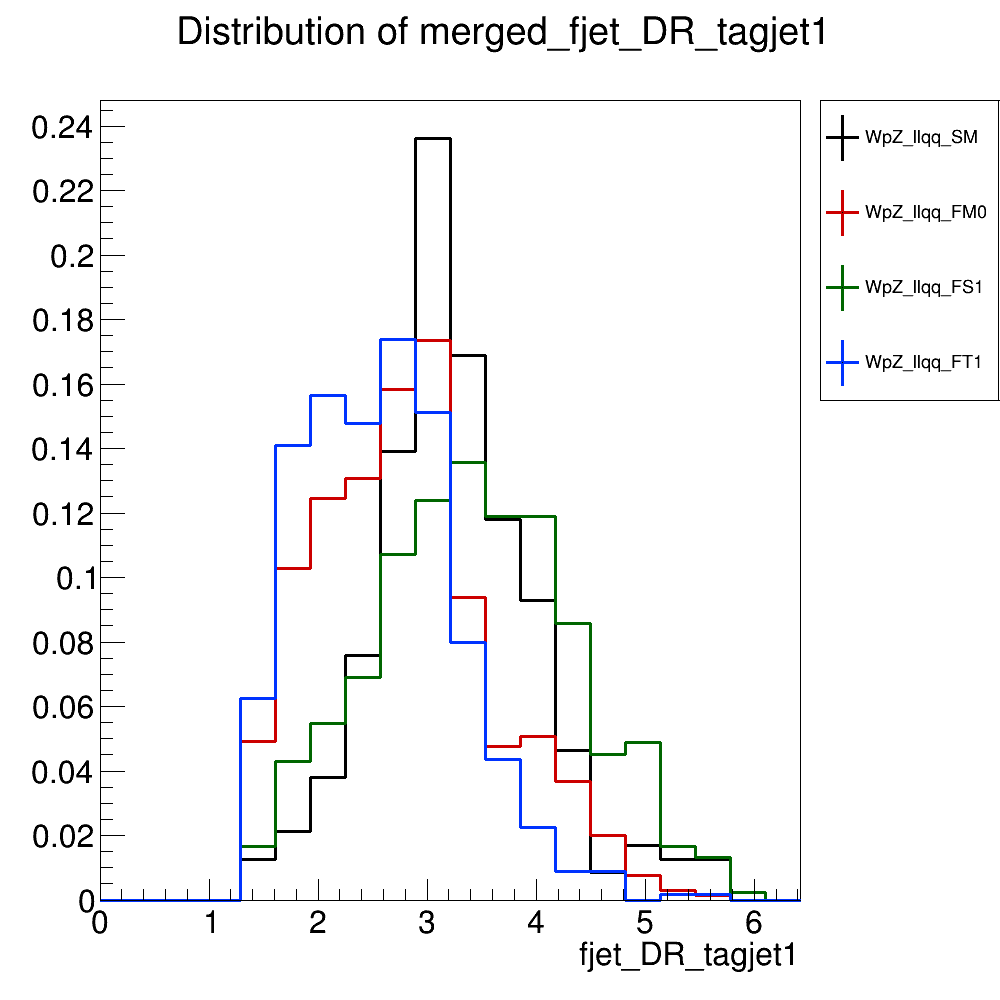 Distribution of merged_fjet_DR_tagjet1
0.24
0.22
0.2
0.18
0.16
0.14
0.12
0.1
0.08
0.06
0.04
0.02
0
0 1 2 3 4 5 6
fjet_DR_tagjet1
WpZ_llqq_SM
WpZ_llqq_FM0
WpZ_llqq_FS1
WpZ_llqq_FT1